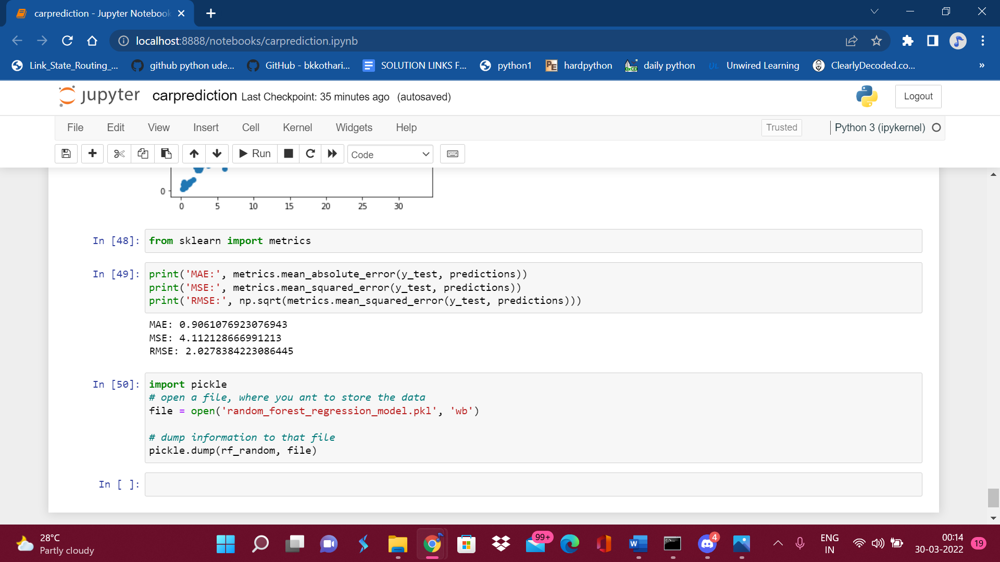 carprediction - Jupyter Notebook
localhost:8888/notebooks/carprediction.ipynb
Link_State_Routing_... github python ude... GitHub - bkkothari... SOLUTION LINKS F... python1 PE hardpython daily python UL Unwired Learning ClearlyDecoded.co... »
jupyter carprediction Last Checkpoint: 35 minutes ago (autosaved) Logout
File Edit View Insert Cell Kernel Widgets Help Trusted Python 3 (ipykernel)
Run Code
0
0 5 10 15 20 25 30
In [48]: from sklearn import metrics
In [49]: print('MAE:', metrics.mean_absolute_error(y_test, predictions))
print('MSE:', metrics.mean_squared_error(y_test, predictions))
print('RMSE:', np.sqrt(metrics.mean_squared_error(y_test, predictions)))
MAE: 0.9061076923076943
MSE: 4.112128666991213
RMSE: 2.0278384223086445
In [50]: import pickle
# open a file, where you ant to store the data
file = open('random_forest_regression_model.pkl', 'wb')
# dump information to that file
pickle.dump(rf_random, file)
In [ ]:
28°C
Partly cloudy
99+
4
ENG
IN
00:14
30-03-2022
19